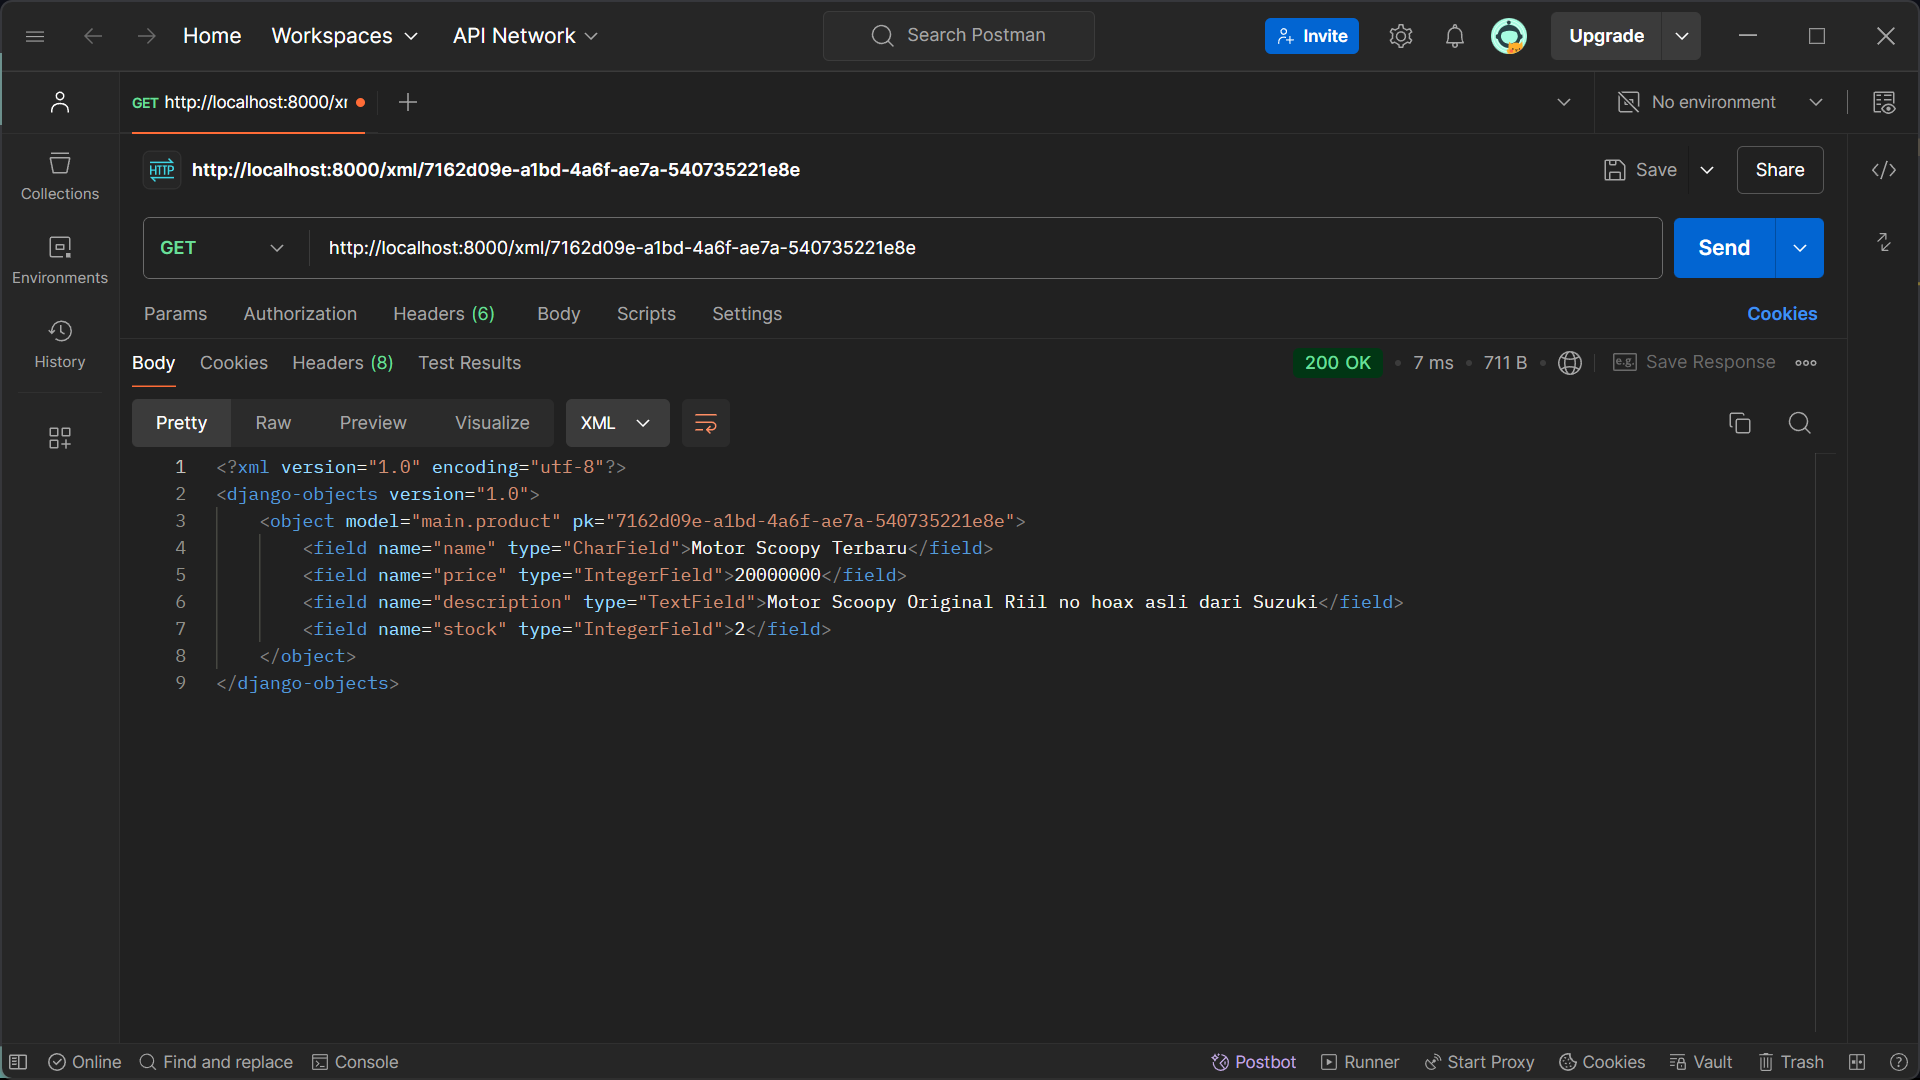 Home Workspaces API Network Search Postman Invite Upgrade
GET http://localhost:8000/xr No environment
HTTP http://localhost:8000/xml/7162d09e-a1bd-4a6f-ae7a-540735221e8e Save Share
GET http://localhost:8000/xml/7162d09e-a1bd-4a6f-ae7a-540735221e8e Send
Params Authorization Headers (6) Body Scripts Settings Cookies
Body Cookies Headers (8) Test Results 200 OK 7 ms 711 B e.g. Save Response
Pretty Raw Preview Visualize XML
1 <?xml version="1.0" encoding="utf-8"?>
2 <django-objects version="1.0">
3 <object model="main.product" pk="7162d09e-a1bd-4a6f-ae7a-540735221e8e">
4 <field name="name" type="CharField">Motor Scoopy Terbaru</field>
5 <field name="price" type="IntegerField">20000000</field>
6 <field name="description" type="TextField">Motor Scoopy Original Riil no hoax asli dari Suzuki</field>
7 <field name="stock" type="IntegerField">2</field>
8 </object>
9 </django-objects>
Collections
Environments
History
Online Find and replace Console Postbot Runner Start Proxy Cookies Vault Trash